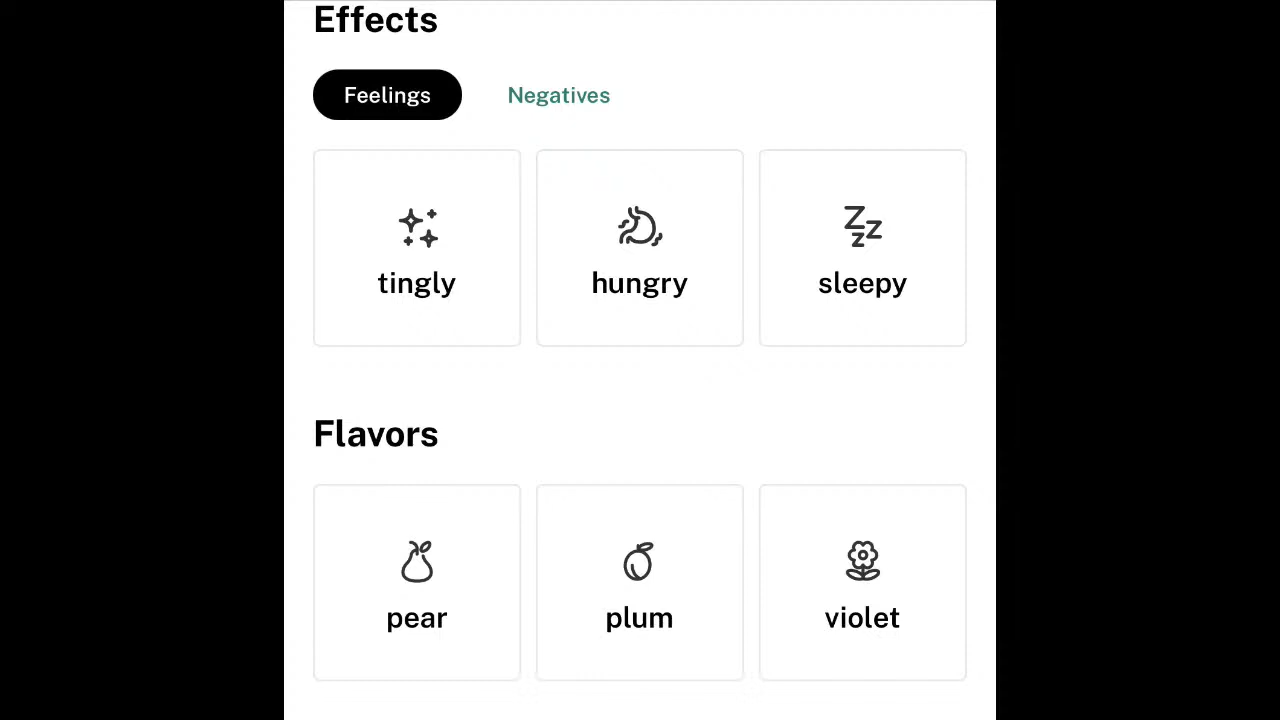 Effects
Feelings Negatives
tingly hungry sleepy
Flavors
pear plum violet